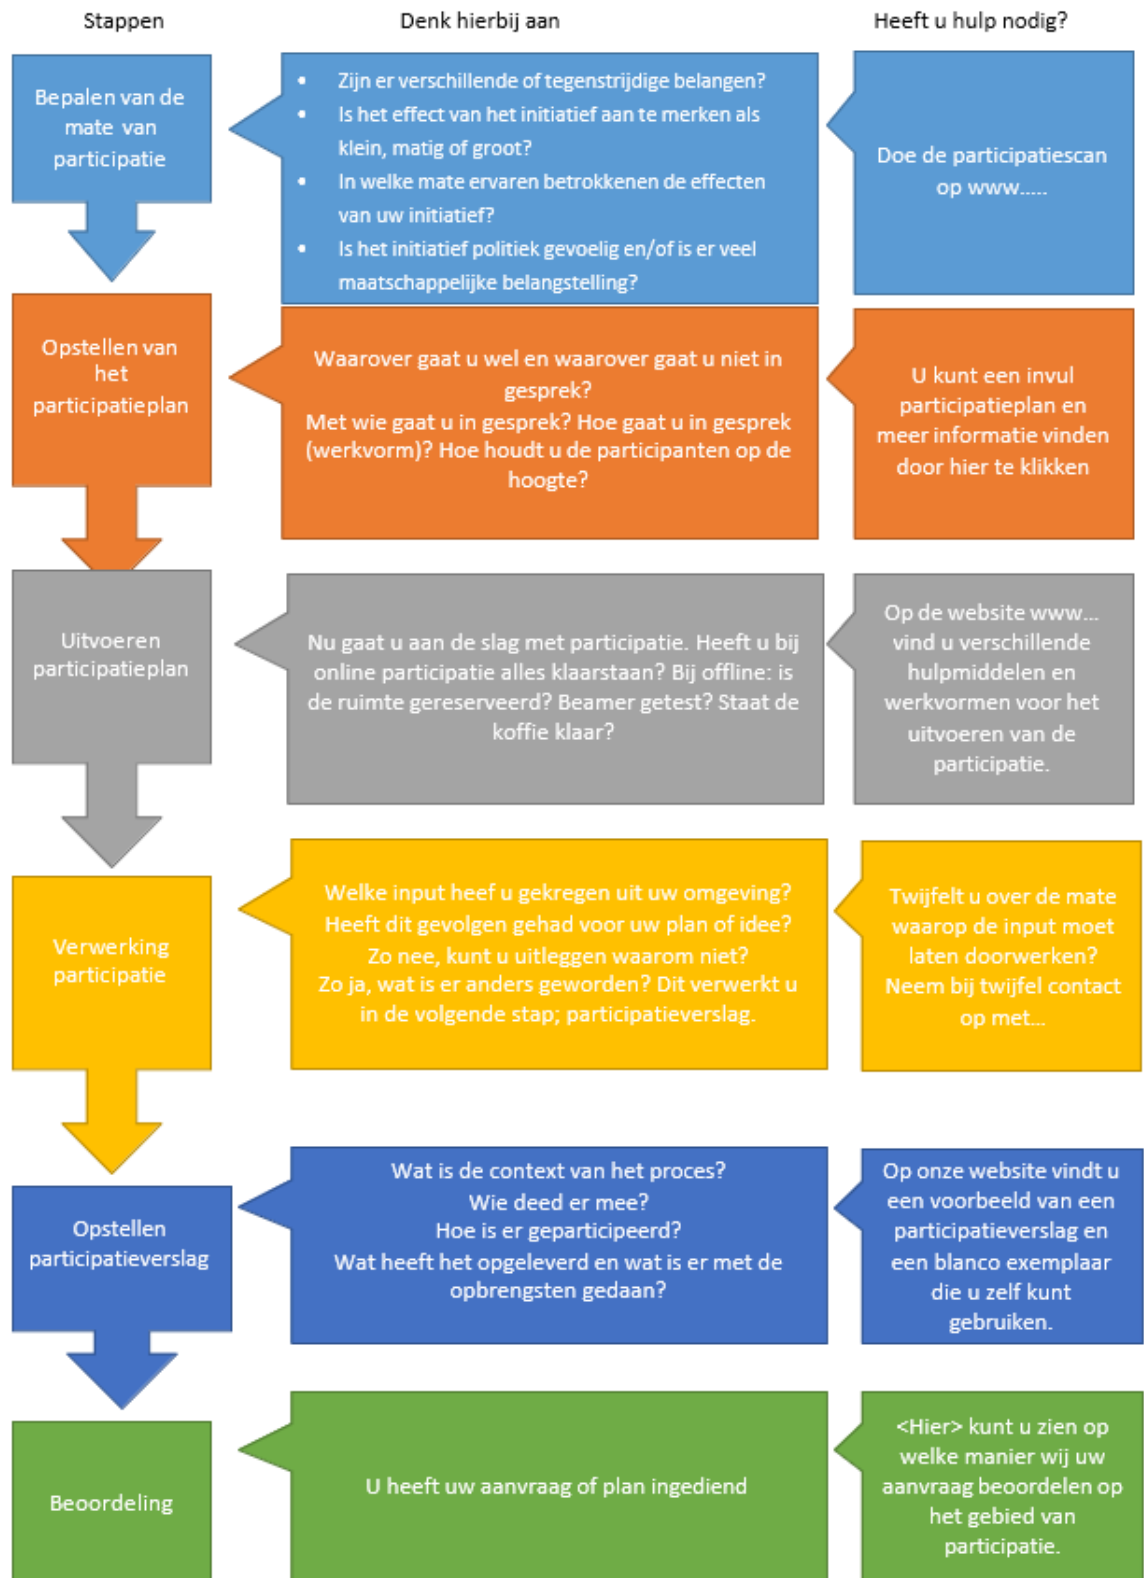 Stappen
Denk hierbij aan
Heeft u hulp nodig?
Bepalen van de
mate van
participatie
• Zijn er verschillende of tegenstrijdige belangen?
• Is het effect van het initiatief aan te merken als
klein, matig of groot?
• In welke mate ervaren betrokkenen de effecten
van uw initiatief?
• Is het initiatief politiek gevoelig en/of is er veel
maatschappelijke belangstelling?
Doe de participatiescan
op www.....
Opstellen van
het
participatieplan
Waarover gaat u wel en waarover gaat u niet in
gesprek?
Met wie gaat u in gesprek? Hoe gaat u in gesprek
(werkvorm)? Hoe houdt u de participanten op de
hoogte?
U kunt een invul
participatieplan en
meer informatie vinden
door hier te klikken
Uitvoeren
participatieplan
Nu gaat u aan de slag met participatie. Heeft u bij
online participatie alles klaarstaan? Bij offline: is
de ruimte gereserveerd? Beamer getest? Staat de
koffie klaar?
Op de website www...
vind u verschillende
hulpmiddelen en
werkvormen voor het
uitvoeren van de
participatie.
Verwerking
participatie
Welke input heef u gekregen uit uw omgeving?
Heeft dit gevolgen gehad voor uw plan of idee?
Zo nee, kunt u uitleggen waarom niet?
Zo ja, wat is er anders geworden? Dit verwerkt u
in de volgende stap; participatieverslag.
Twijfelt u over de mate
waarop de input moet
laten doorwerken?
Neem bij twijfel contact
op met...
Opstellen
participatieverslag
Wat is de context van het proces?
Wie deed er mee?
Hoe is er geparticipeerd?
Wat heeft het opgeleverd en wat is er met de
opbrengsten gedaan?
Op onze website vindt u
een voorbeeld van een
participatieverslag en
een blanco exemplaar
die u zelf kunt
gebruiken.
Beoordeling
U heeft uw aanvraag of plan ingediend
<Hier> kunt u zien op
welke manier wij uw
aanvraag beoordelen op
het gebied van
participatie.